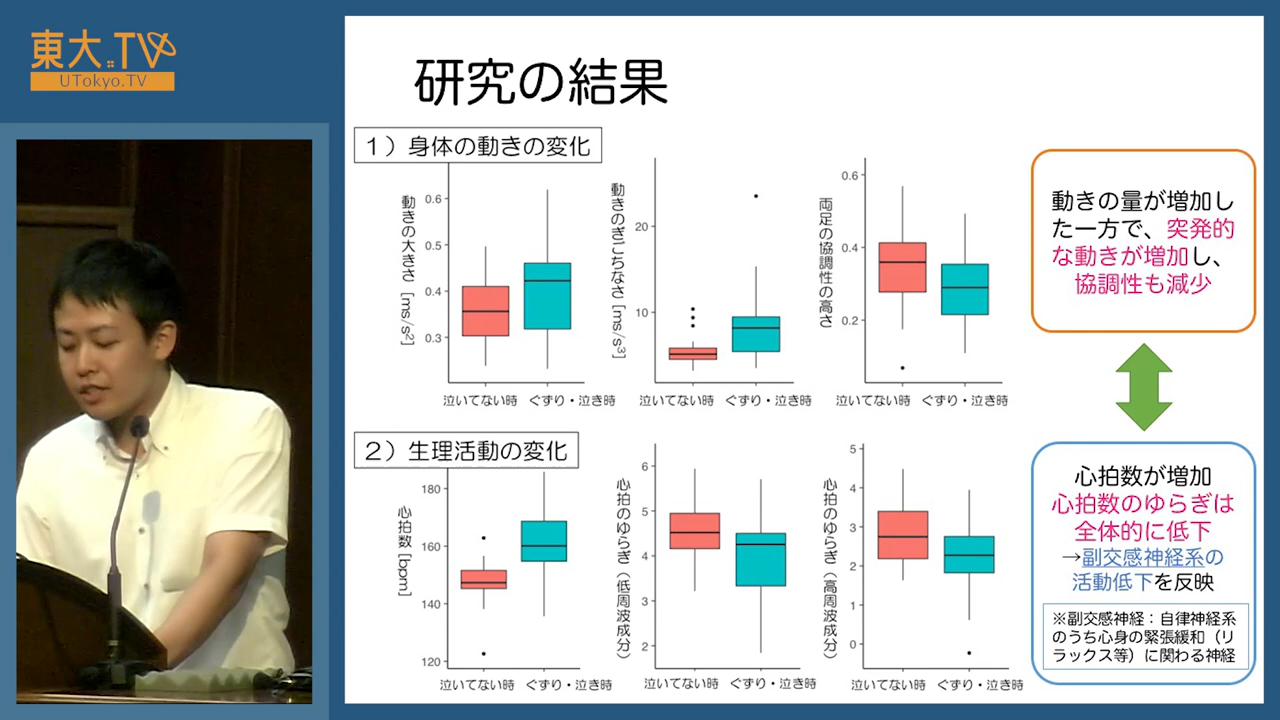 東大.TV
UTokyo.TV
研究の結果
１）身体の動きの変化
動きの大きさ [ms/s²]
0.6
0.5
0.4
0.3
泣いてない時 ぐずり・泣き時
動きのぎこちなさ [ms/s³]
20
10
泣いてない時 ぐずり・泣き時
両足の協調性の高さ
0.6
0.4
0.2
泣いてない時 ぐずり・泣き時
動きの量が増加し
た一方で、突発的
な動きが増加し、
協調性も減少
２）生理活動の変化
心拍数 [bpm]
180
160
140
120
泣いてない時 ぐずり・泣き時
心拍のゆらぎ（低周波成分）
6
5
4
3
2
泣いてない時 ぐずり・泣き時
心拍のゆらぎ（高周波成分）
5
4
3
2
1
0
泣いてない時 ぐずり・泣き時
心拍数が増加
心拍数のゆらぎは
全体的に低下
→副交感神経系の
活動低下を反映
※副交感神経：自律神経系
のうち心身の緊張緩和（リ
ラックス等）に関わる神経